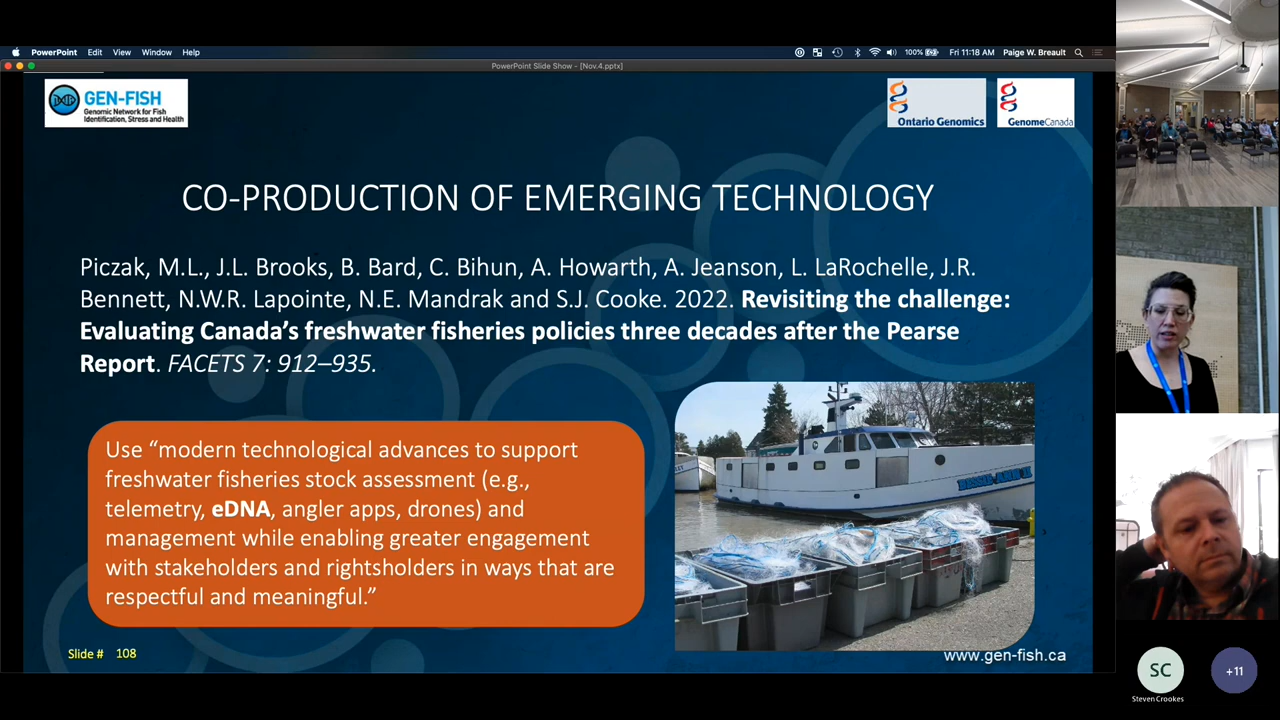 PowerPoint Edit View Window Help
100% Fri 11:18 AM Paige W. Breault
PowerPoint Slide Show - [Nov.4.pptx]
GEN-FISH
Genomic Network for Fish
Identification, Stress and Health
Ontario Genomics
GenomeCanada
CO-PRODUCTION OF EMERGING TECHNOLOGY
Piczak, M.L., J.L. Brooks, B. Bard, C. Bihun, A. Howarth, A. Jeanson, L. LaRochelle, J.R.
Bennett, N.W.R. Lapointe, N.E. Mandrak and S.J. Cooke. 2022. Revisiting the challenge:
Evaluating Canada’s freshwater fisheries policies three decades after the Pearse
Report. FACETS 7: 912–935.
Use “modern technological advances to support
freshwater fisheries stock assessment (e.g.,
telemetry, eDNA, angler apps, drones) and
management while enabling greater engagement
with stakeholders and rightsholders in ways that are
respectful and meaningful.”
Slide # 108
www.gen-fish.ca
SC
Steven Crookes
+11